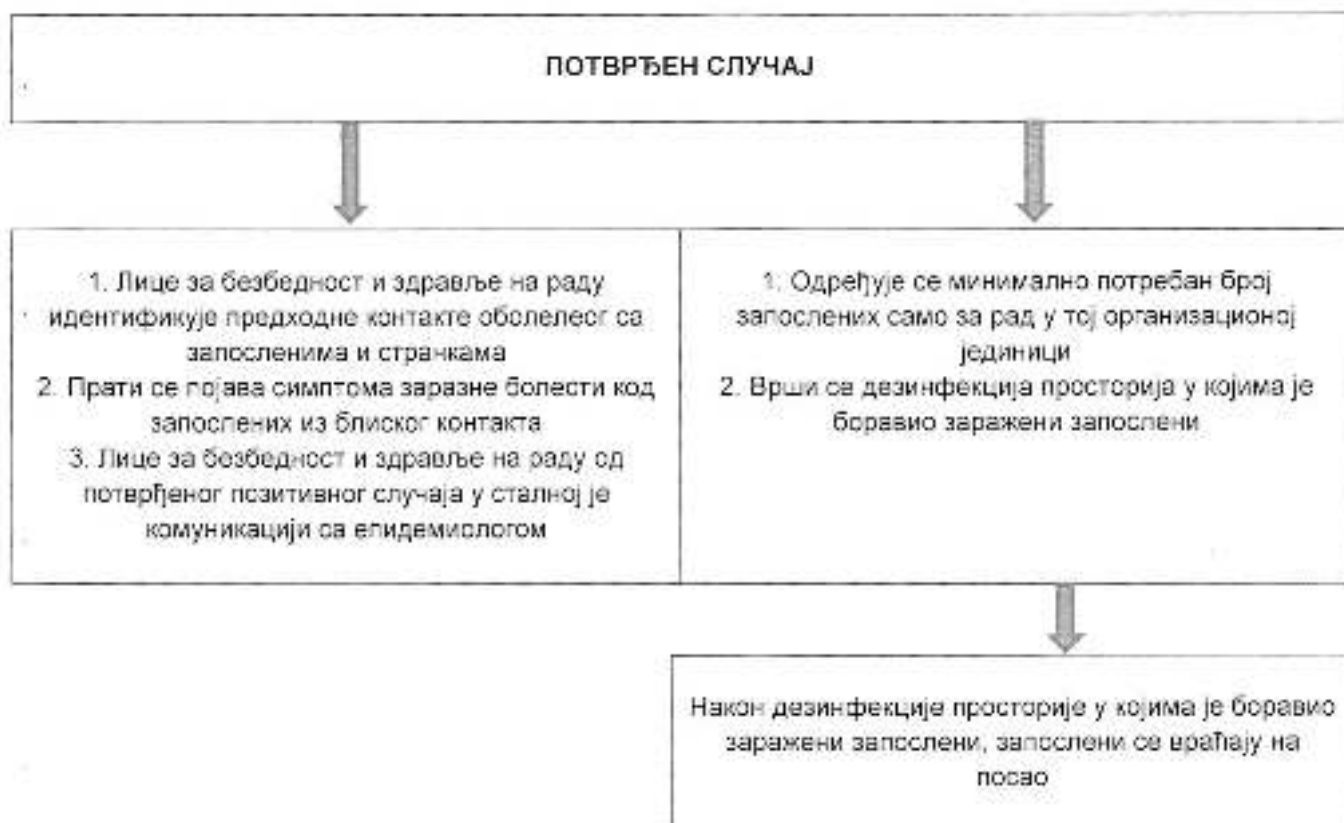 ПОТВРЂЕН СЛУЧАЈ
1. Лице за безбедност и здравље на раду
идентификује предходне контакте оболелеог са
запосленима и странкама
2. Прати се појава симптома заразне болести код
запослених из блиског контакта
3. Лице за безбедност и здравље на раду од
потврђеног позитивног случаја у сталној је
комуникацији са епидемиологом
1. Одређује се минимално потребан број
запослених само за рад у тој организационој
јединици
2. Врши се дезинфекција просторија у којима је
боравио заражени запослени
Након дезинфекције просторије у којима је боравио
заражени запослени, запослени се враћају на
посао